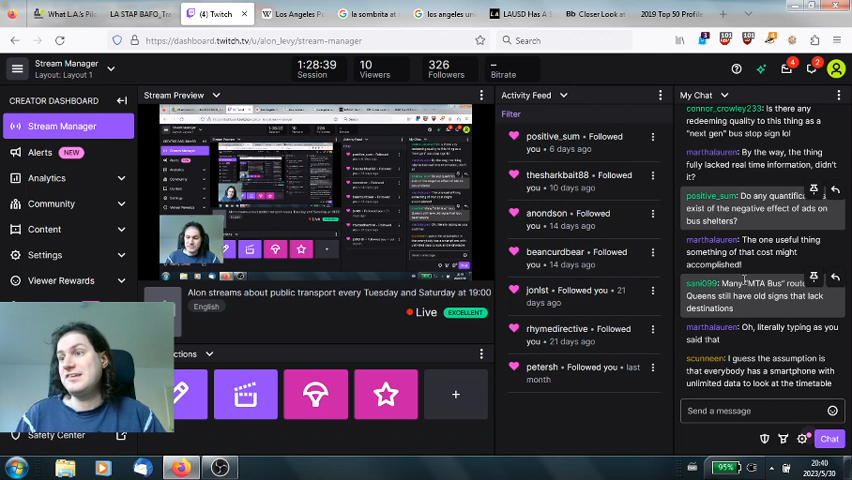 What L.A.'s Pil
LA STAP BAFO_Tra
(4) Twitch
Los Angeles Po
la sombrita at
los angeles un
LAUSD Has A S
Closer Look at
2019 Top 50 Profile
https://dashboard.twitch.tv/u/alon_levy/stream-manager
Search
Stream Manager
Layout: Layout 1
1:28:39
Session
10
Viewers
326
Followers
–
Bitrate
4
2
CREATOR DASHBOARD
Stream Manager
Alerts NEW
Analytics
Community
Content
Settings
Viewer Rewards
Safety Center
Stream Preview
Alon streams about public transport every Tuesday and Saturday at 19:00
English
Live EXCELLENT
ctions
Activity Feed
Filter
positive_sum • Followed
you • 6 days ago
thesharkbait88 • Followed
you • 10 days ago
anondson • Followed
you • 14 days ago
beancurdbear • Followed
you • 14 days ago
jonlst • Followed you • 21
days ago
rhymedirective • Followed
you • 21 days ago
petersh • Followed you • last
month
My Chat
connor_crowley233: Is there any
redeeming quality to this thing as a
"next gen" bus stop sign lol
marthalauren: By the way, the thing
fully lacked real time information, didn't
it?
positive_sum: Do any quantific
exist of the negative effect of ads on
bus shelters?
marthalauren: The one useful thing
something of that cost might
accomplished!
sani099: Many "MTA Bus" route
Queens still have old signs that lack
destinations
marthalauren: Oh, literally typing as you
said that
scunneen: I guess the assumption is
that everybody has a smartphone with
unlimited data to look at the timetable
Send a message
Chat
95%
20:40
2023/5/30